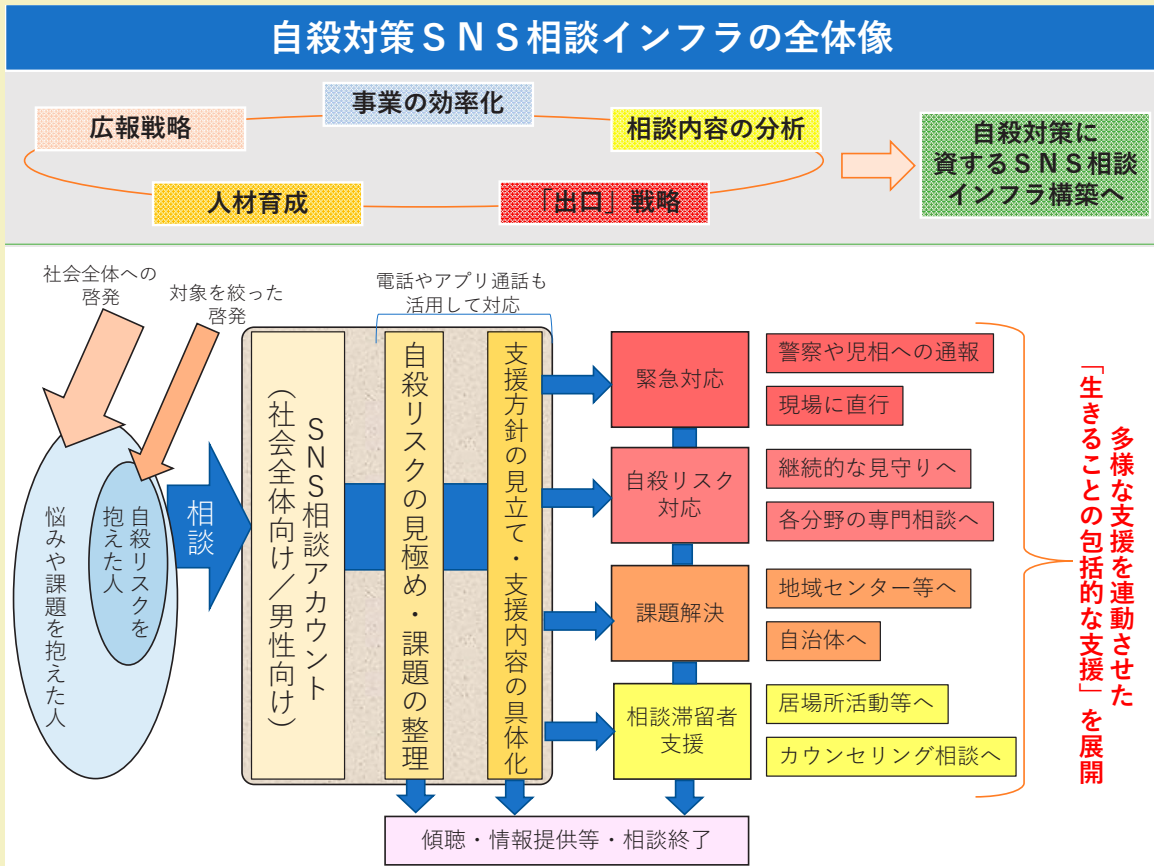 自殺対策ＳＮＳ相談インフラの全体像
広報戦略
事業の効率化
相談内容の分析
人材育成
「出口」戦略
自殺対策に
資するＳＮＳ相談
インフラ構築へ
社会全体への
啓発
対象を絞った
啓発
電話やアプリ通話も
活用して対応
悩みや課題を抱えた人
自殺リスクを
抱えた人
相談
ＳＮＳ相談アカウント
（社会全体向け／男性向け）
自殺リスクの見極め・課題の整理
支援方針の見立て・支援内容の具体化
緊急対応
警察や児相への通報
現場に直行
自殺リスク
対応
継続的な見守りへ
各分野の専門相談へ
課題解決
地域センター等へ
自治体へ
相談滞留者
支援
居場所活動等へ
カウンセリング相談へ
多様な支援を連動させた
「生きることの包括的な支援」を展開
傾聴・情報提供等・相談終了